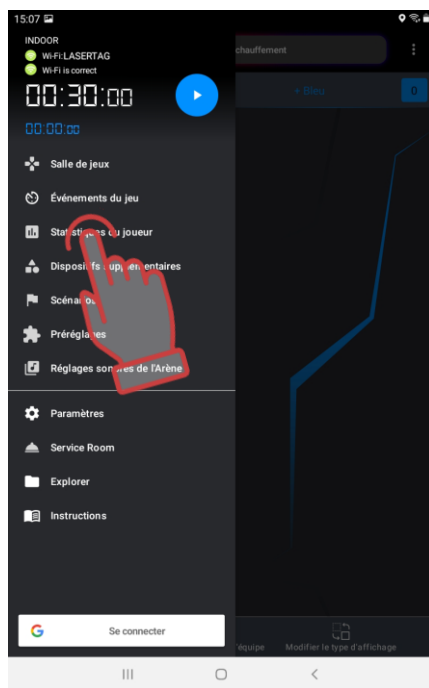 15:07
INDOOR
Wi-Fi:LASERTAG
Wi-Fi is correct
chauffement
00:30:00
+ Bleu 0
00:00:00
Salle de jeux
Événements du jeu
Statistiques du joueur
Dispositifs supplémentaires
Scénarios
Préréglages
Réglages sonores de l'Arène
Paramètres
Service Room
Explorer
Instructions
G Se connecter
'équipe Modifier le type d'affichage